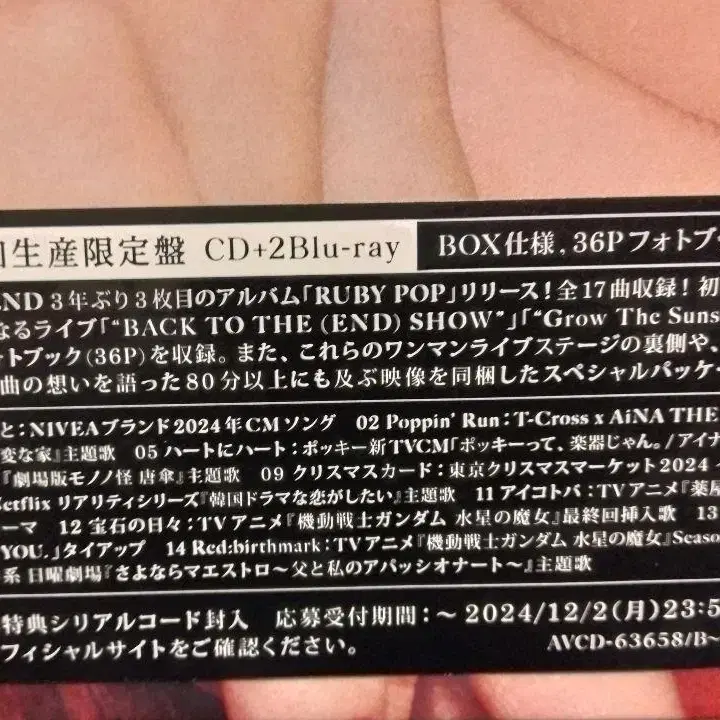 生産限定盤 CD+2Blu-ray BOX仕様, 36Pフォトブッ
END 3年ぶり3枚目のアルバム「RUBY POP」リリース!全17曲収録!初
なるライブ「"BACK TO THE (END) SHOW"」「"Grow The Suns
ォトブック(36P)を収録。また、これらのワンマンライブステージの裏側や、
曲の想いを語った80分以上にも及ぶ映像を同梱したスペシャルパッケ
と:NIVEAブランド2024年CMソング 02 Poppin' Run:T-Cross x AiNA THE
変な家』主題歌 05 ハートにハート:ポッキー新TVCM「ポッキーって、楽器じゃん。/アイナ
『劇場版モノノ怪 唐傘』主題歌 09 クリスマスカード:東京クリスマスマーケット2024
etflix リアリティシリーズ『韓国ドラマな恋がしたい』主題歌 11 アイコトバ:TVアニメ『薬屋
ーマ 12 宝石の日々:TVアニメ『機動戦士ガンダム 水星の魔女』最終回挿入歌 13
YOU.」タイアップ 14 Red:birthmark:TVアニメ『機動戦士ガンダム 水星の魔女』Seaso
系 日曜劇場『さよならマエストロ〜父と私のアパッシオナート〜』主題歌
特典シリアルコード封入 応募受付期間:〜2024/12/2(月)23:5
フィシャルサイトをご確認ください。 AVCD-63658/B〜